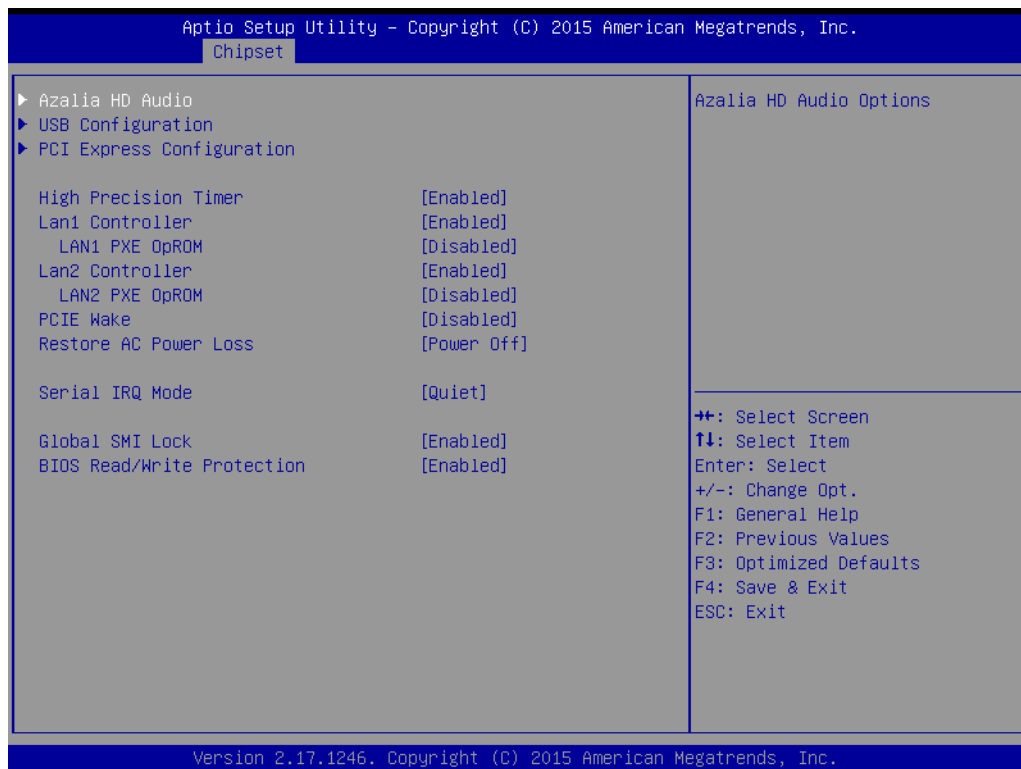 Aptio Setup Utility – Copyright (C) 2015 American Megatrends, Inc.
Chipset
Azalia HD Audio
USB Configuration
PCI Express Configuration
High Precision Timer [Enabled]
Lan1 Controller [Enabled]
LAN1 PXE OpROM [Disabled]
Lan2 Controller [Enabled]
LAN2 PXE OpROM [Disabled]
PCIE Wake [Disabled]
Restore AC Power Loss [Power Off]
Serial IRQ Mode [Quiet]
Global SMI Lock [Enabled]
BIOS Read/Write Protection [Enabled]
Azalia HD Audio Options
→←: Select Screen
↑↓: Select Item
Enter: Select
+/-: Change Opt.
F1: General Help
F2: Previous Values
F3: Optimized Defaults
F4: Save & Exit
ESC: Exit
Version 2.17.1246. Copyright (C) 2015 American Megatrends, Inc.